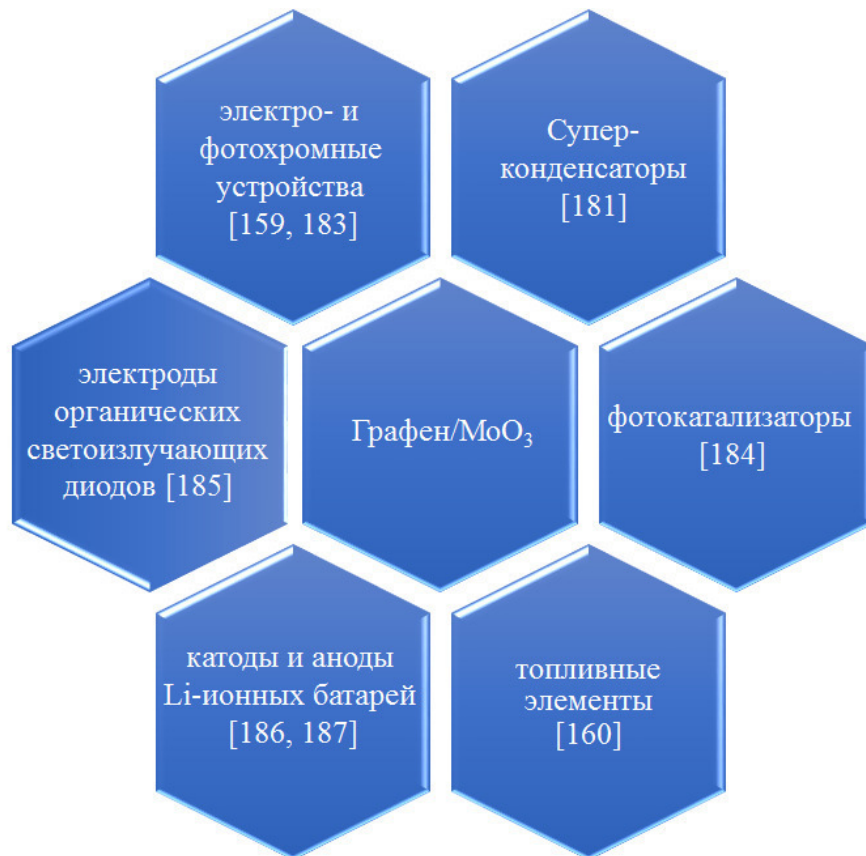 электро- и
фотохромные
устройства
[159, 183]
Супер-
конденсаторы
[181]
электроды
органических
светоизлучающих
диодов [185]
Графен/MoO₃
фотокатализаторы
[184]
катоды и аноды
Li-ионных батарей
[186, 187]
топливные
элементы
[160]